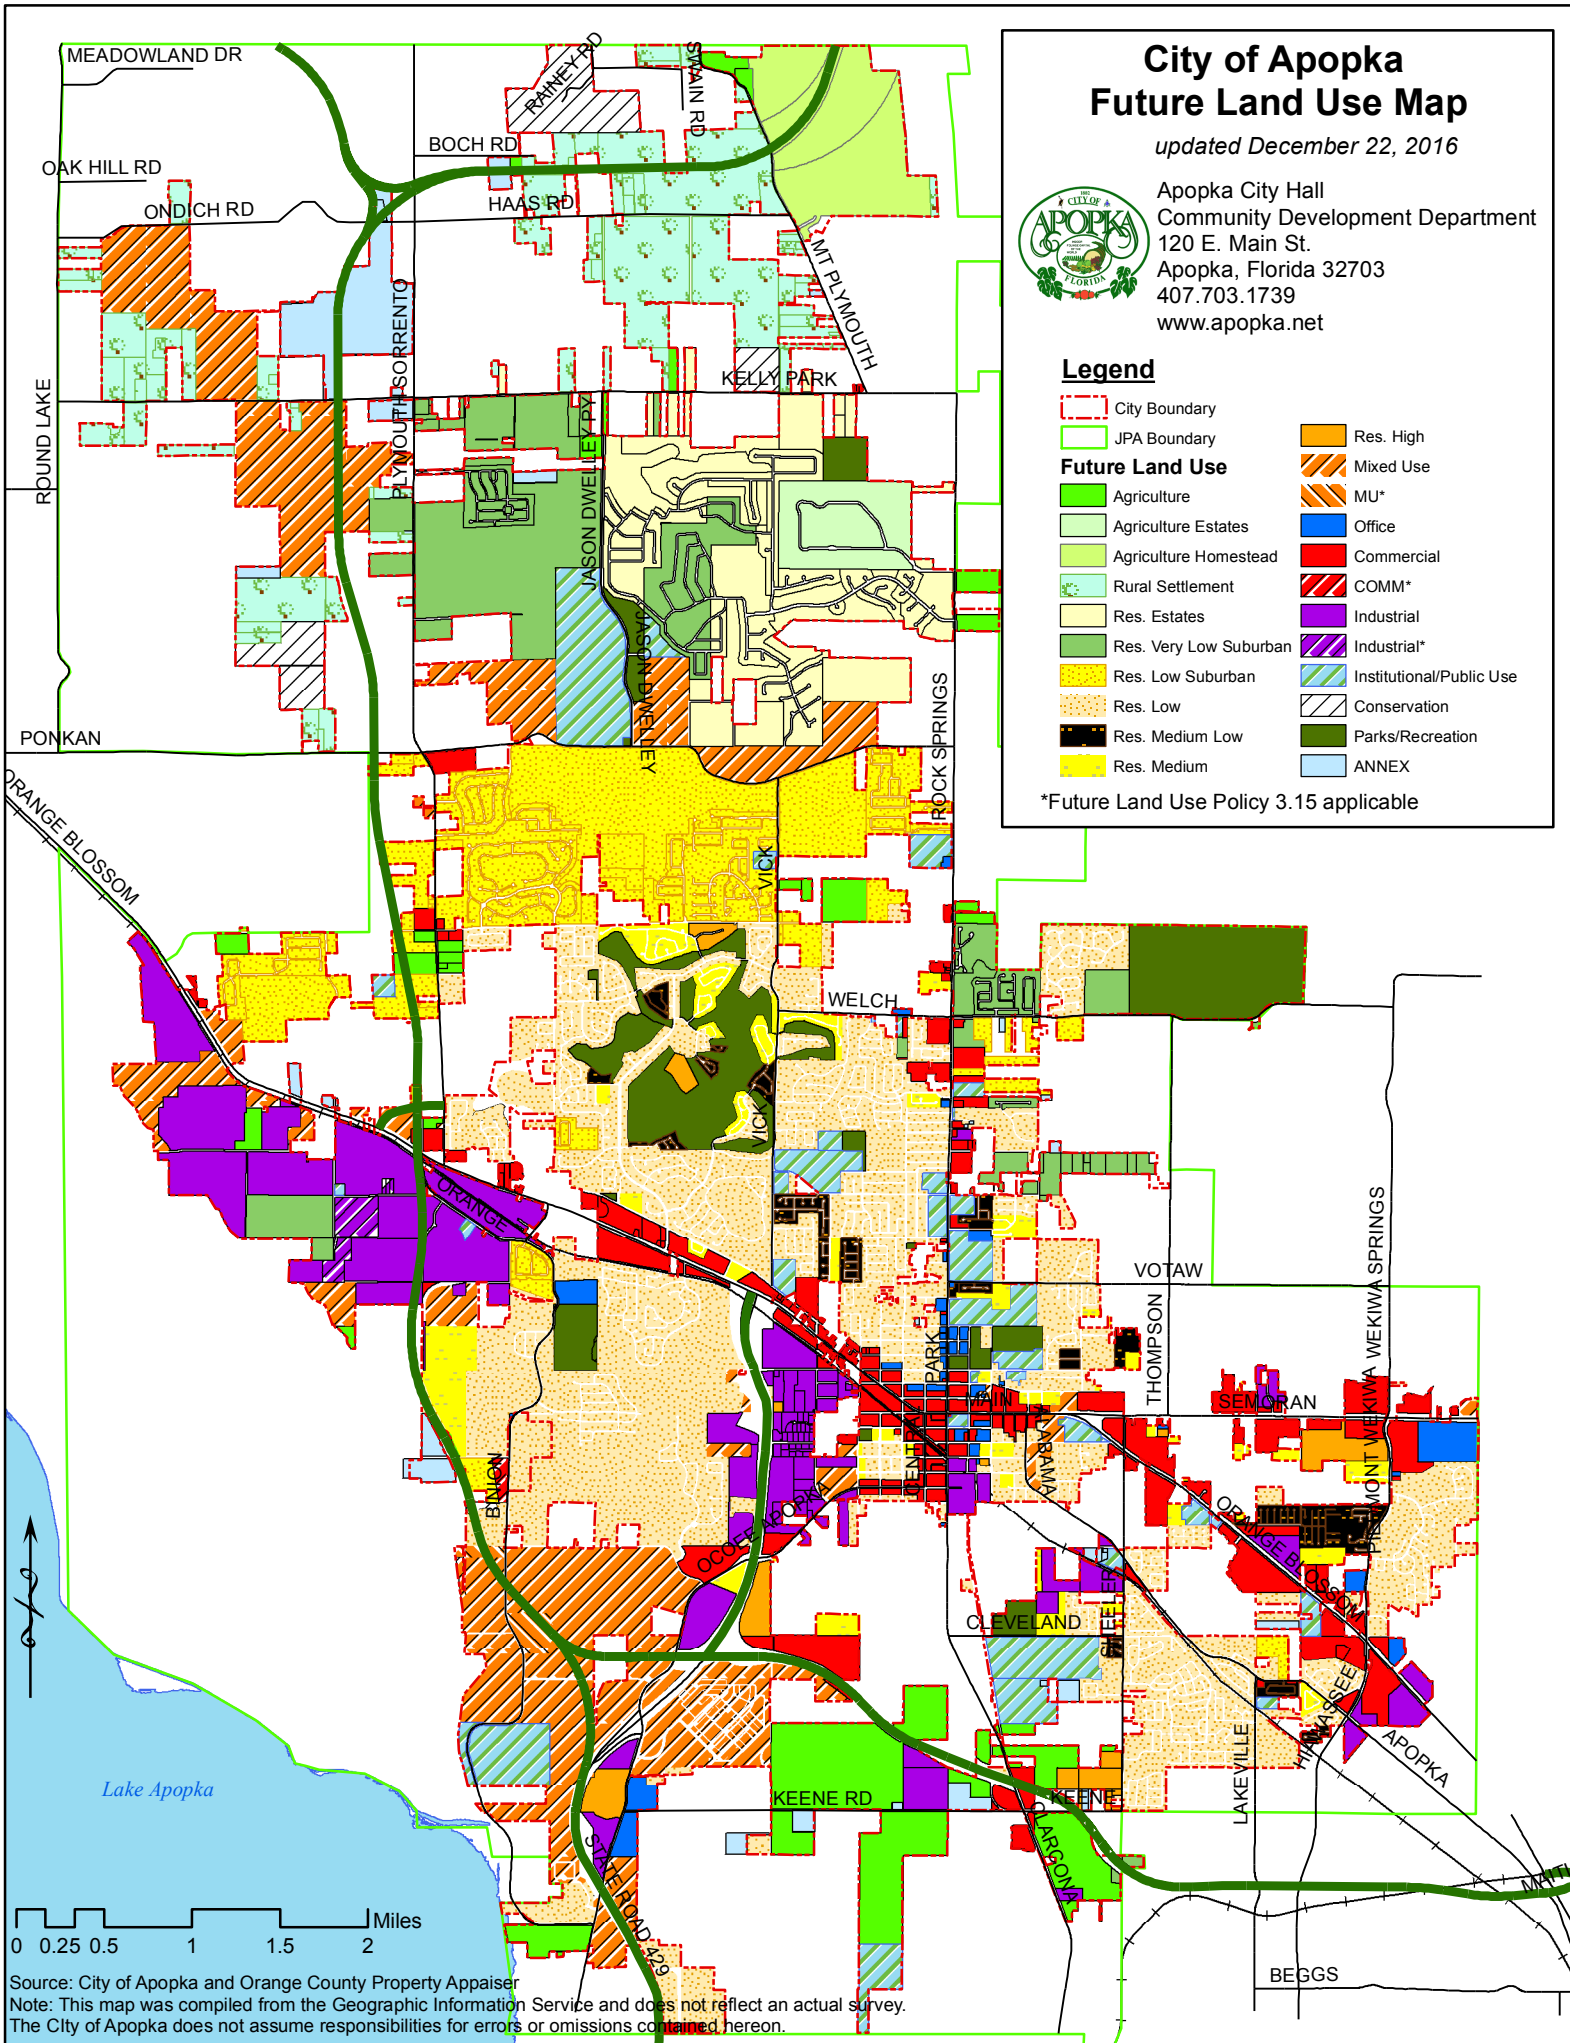 City of Apopka
Future Land Use Map
updated December 22, 2016
CITY OF
APOPKA
FLORIDA
Apopka City Hall
Community Development Department
120 E. Main St.
Apopka, Florida 32703
407.703.1739
www.apopka.net
Legend
City Boundary
JPA Boundary
Future Land Use
Agriculture
Agriculture Estates
Agriculture Homestead
Rural Settlement
Res. Estates
Res. Very Low Suburban
Res. Low Suburban
Res. Low
Res. Medium Low
Res. Medium
Res. High
Mixed Use
MU*
Office
Commercial
COMM*
Industrial
Industrial*
Institutional/Public Use
Conservation
Parks/Recreation
ANNEX
*Future Land Use Policy 3.15 applicable
MEADOWLAND DR
RAINEY RD
SWAIN RD
BOCH RD
OAK HILL RD
ONDICH RD
HAAS RD
MT PLYMOUTH
PLYMOUTH SORRENTO
KELLY PARK
ROUND LAKE
JASON DWELLEY PY
JASON DWELLEY
ROCK SPRINGS
PONKAN
ORANGE BLOSSOM
VICK
WELCH
VICK
ORANGE
VOTAW
THOMPSON
PIEDMONT WEKIWA WEKIWA SPRINGS
PARK
MAIN
SEMORAN
ALABAMA
CENTRAL
BINION
OCOEE APOPKA
ORANGE BLOSSOM
SHEELER
CLEVELAND
HIAWASSEE
LAKEVILLE
APOPKA
KEENE RD
KEENE
CLARCONA
STATE ROAD 429
MAITL
BEGGS
Lake Apopka
Miles
0 0.25 0.5 1 1.5 2
Source: City of Apopka and Orange County Property Appaiser
Note: This map was compiled from the Geographic Information Service and does not reflect an actual survey.
The CIty of Apopka does not assume responsibilities for errors or omissions contained hereon.